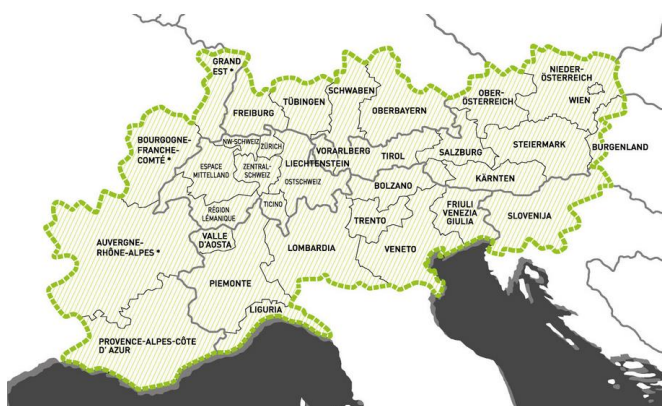 GRAND
EST *
FREIBURG
TÜBINGEN
SCHWABEN
OBERBAYERN
OBER-
ÖSTERREICH
NIEDER-
ÖSTERREICH
WIEN
BOURGOGNE-
FRANCHE-
COMTÉ *
NW-SCHWEIZ
ZÜRICH
VORARLBERG
LIECHTENSTEIN
TIROL
SALZBURG
STEIERMARK
BURGENLAND
ESPACE
MITTELLAND
ZENTRAL-
SCHWEIZ
OSTSCHWEIZ
BOLZANO
KÄRNTEN
RÉGION
LÉMANIQUE
TICINO
TRENTO
FRIULI
VENEZIA
GIULIA
SLOVENIJA
AUVERGNE-
RHÔNE-ALPES *
VALLE
D'AOSTA
LOMBARDIA
VENETO
PIEMONTE
LIGURIA
PROVENCE-ALPES-CÔTE
D' AZUR